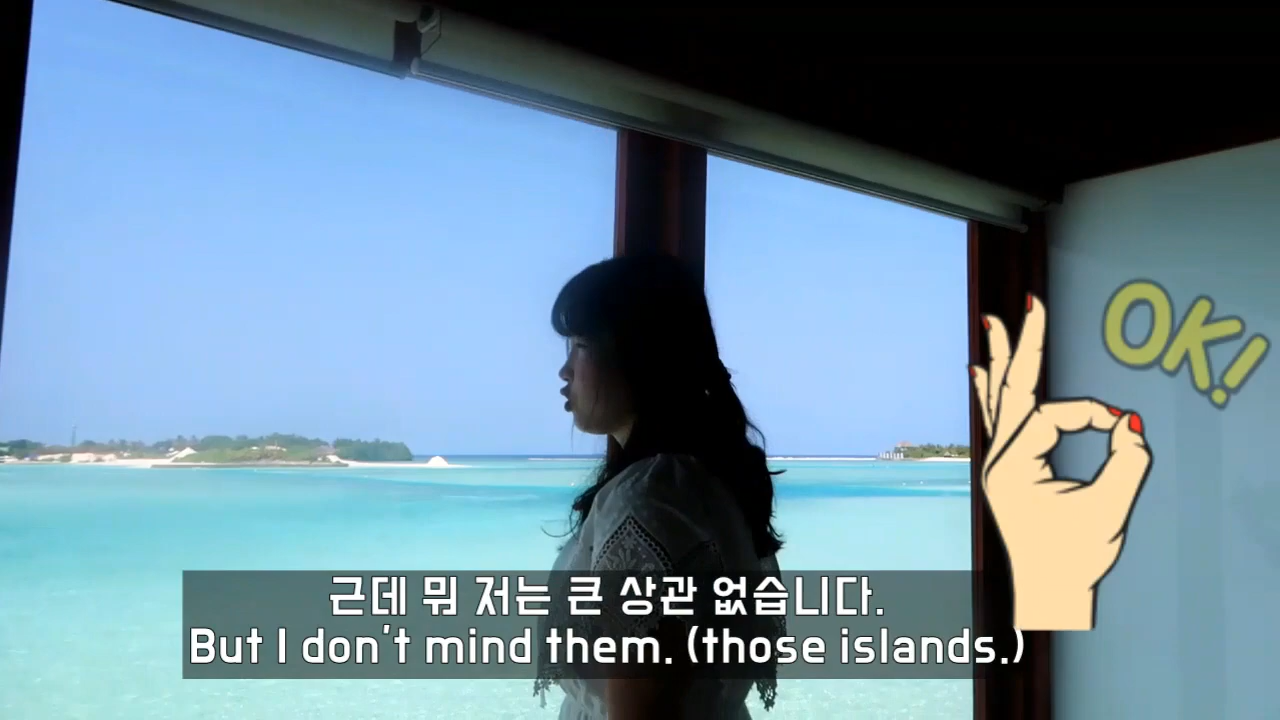 OK!
근데 뭐 저는 큰 상관 없습니다.
But I don't mind them. (those islands.)